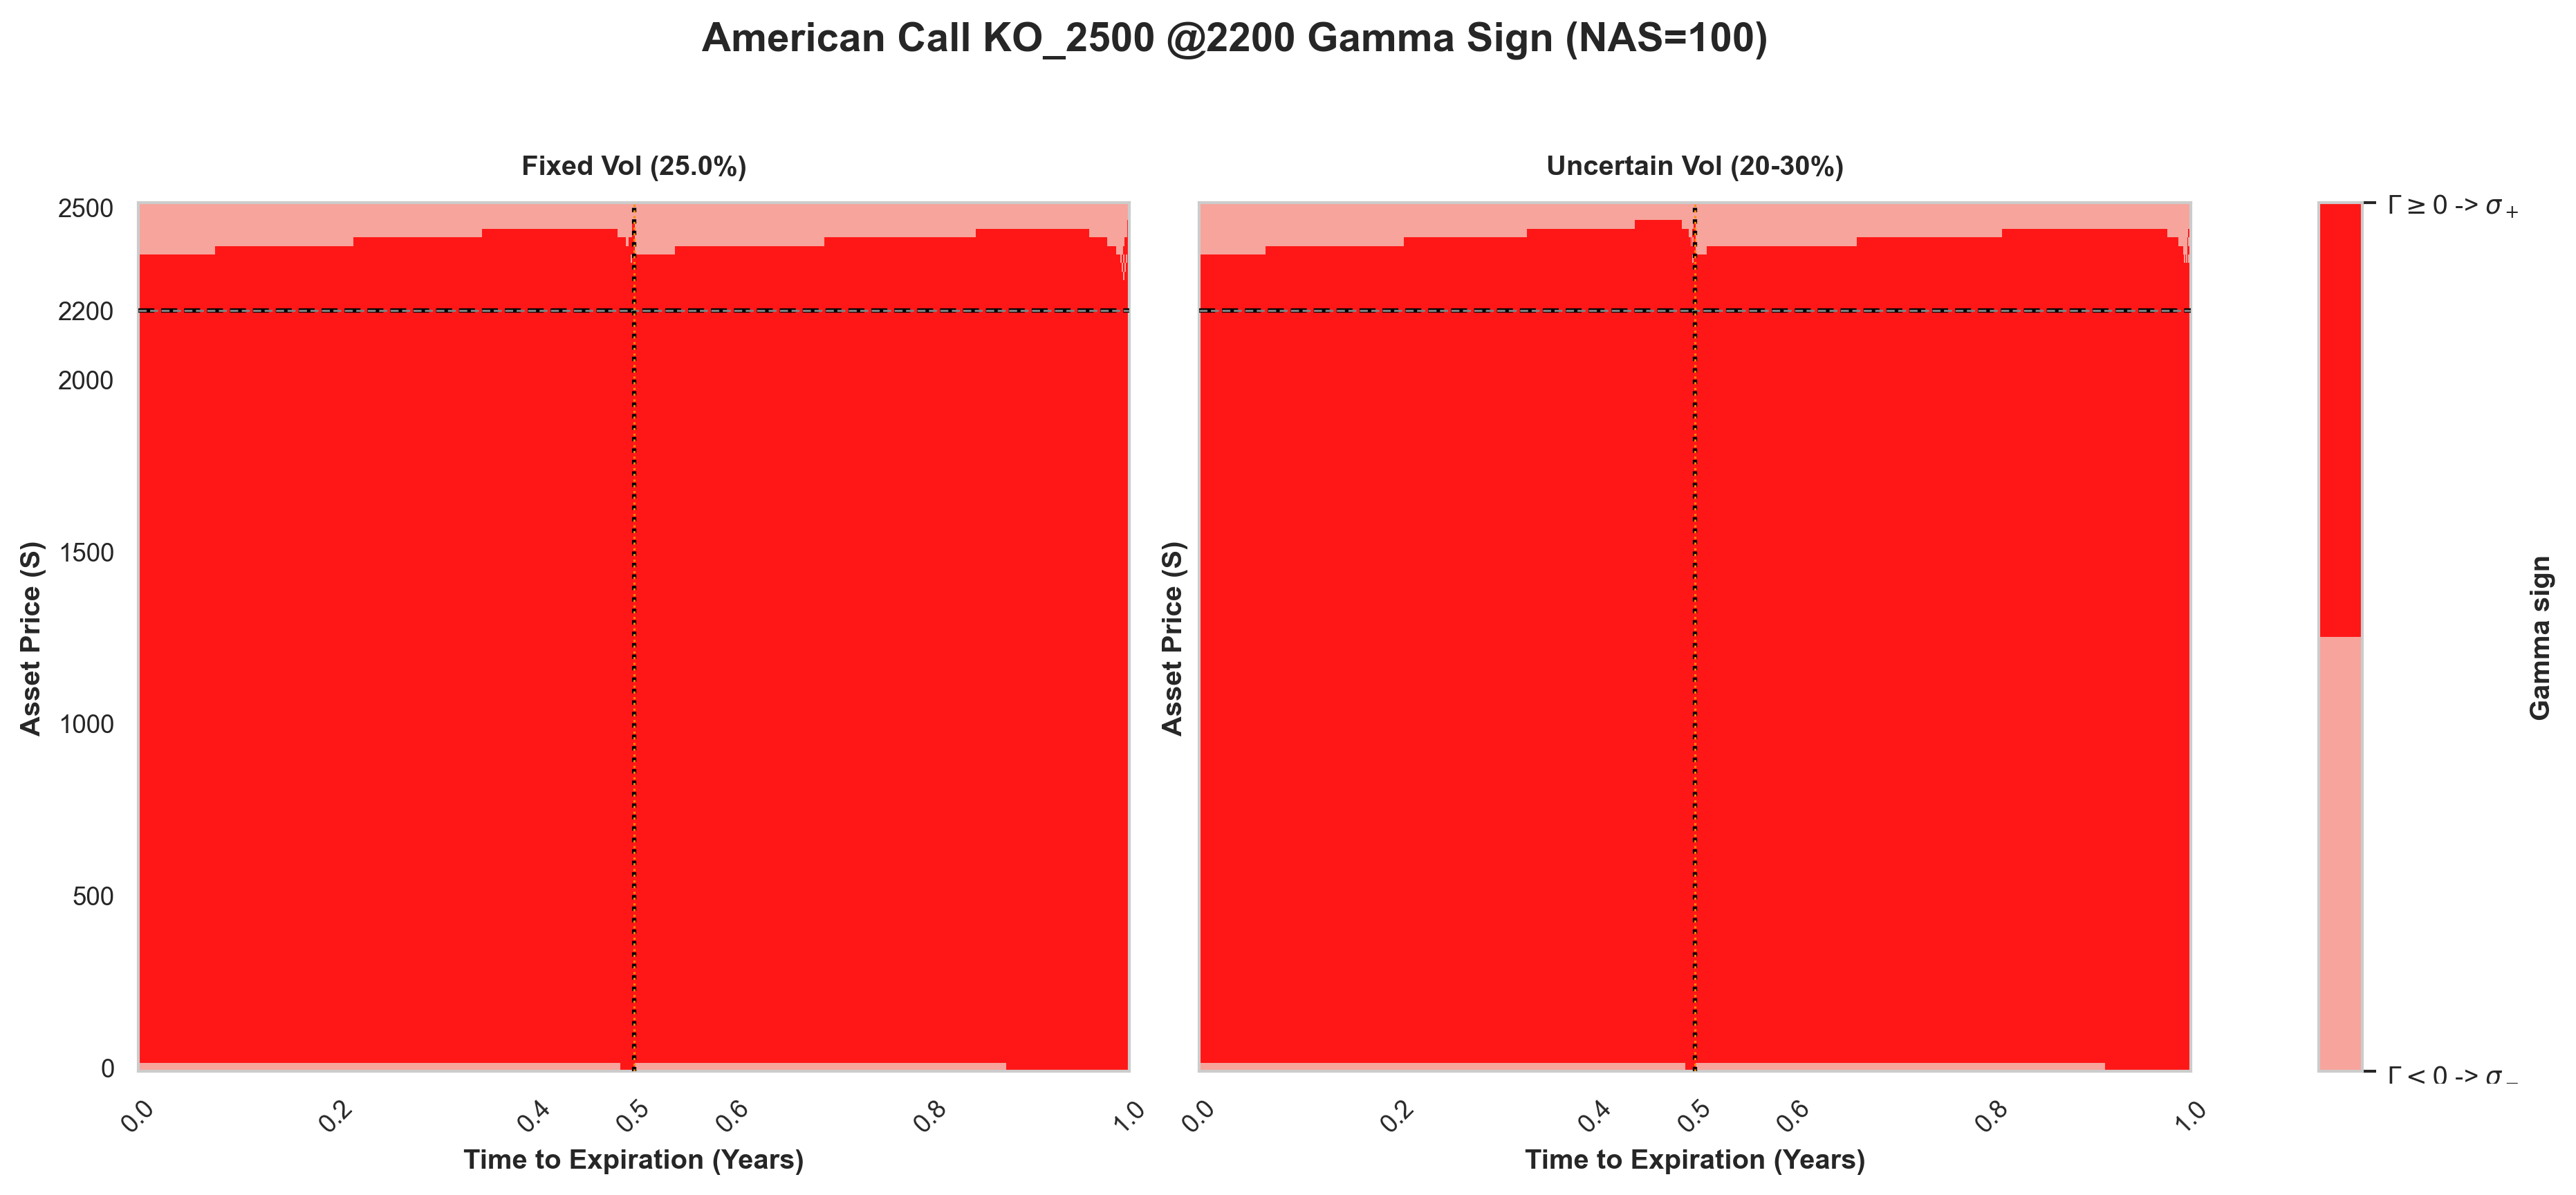 American Call KO_2500 @2200 Gamma Sign (NAS=100)
Fixed Vol (25.0%)
2500
2200
2000
1500
1000
500
0
Asset Price (S)
0.0
0.2
0.4
0.5
0.6
0.8
1.0
Time to Expiration (Years)
Uncertain Vol (20-30%)
Asset Price (S)
0.0
0.2
0.4
0.5
0.6
0.8
1.0
Time to Expiration (Years)
Γ ≥ 0 -> σ₊
Γ < 0 -> σ₋
Gamma sign